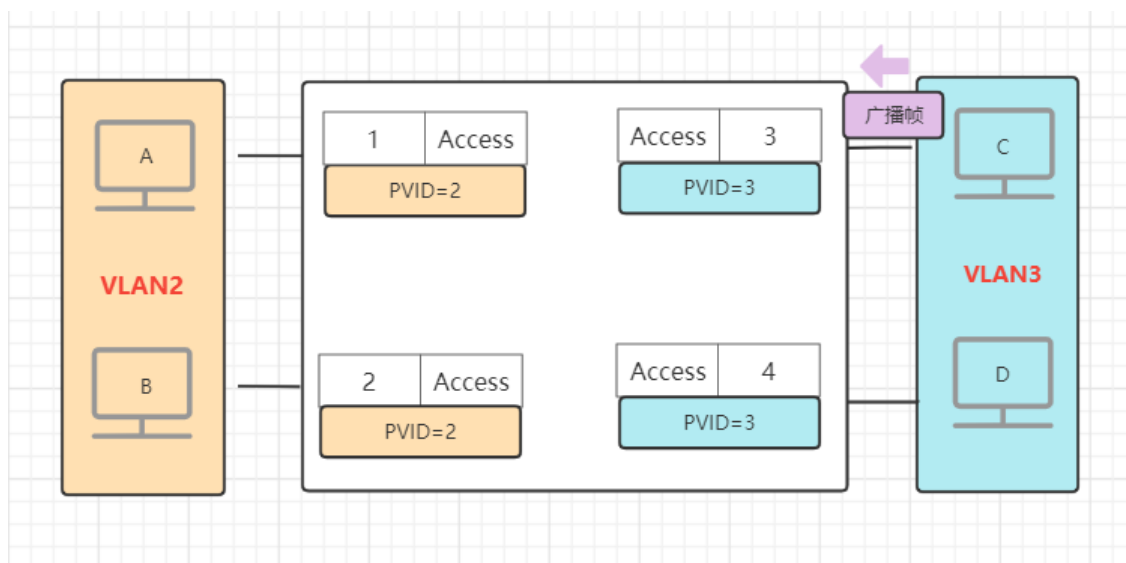 广播帧
1 Access
Access 3
A
C
PVID=2
PVID=3
VLAN2
VLAN3
2 Access
Access 4
B
D
PVID=2
PVID=3